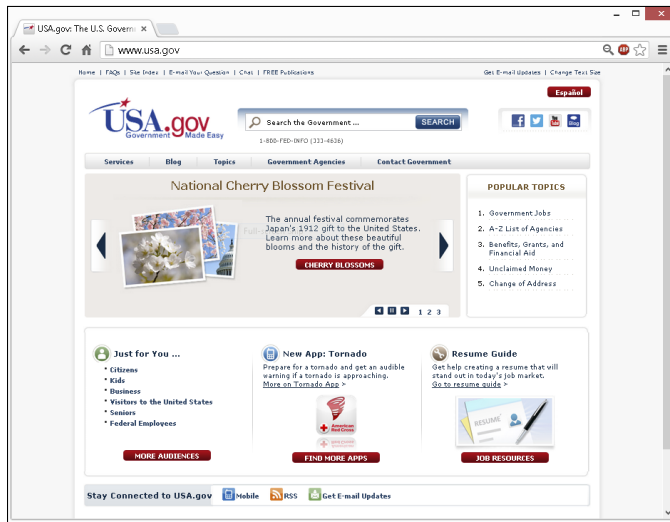 USA.gov: The U.S. Governm
www.usa.gov
Home | FAQs | Site Index | E-mail Your Question | Chat | FREE Publications
Get E-mail Updates | Change Text Size
Español
USA.gov
Government Made Easy
Search the Government ...
SEARCH
1-800-FED-INFO (333-4636)
Blog
Services Blog Topics Government Agencies Contact Government
National Cherry Blossom Festival
The annual festival commemorates
Japan's 1912 gift to the United States.
Learn more about these beautiful
blooms and the history of the gift.
CHERRY BLOSSOMS
1 2 3
POPULAR TOPICS
1. Government Jobs
2. A-Z List of Agencies
3. Benefits, Grants, and
Financial Aid
4. Unclaimed Money
5. Change of Address
Just for You ...
• Citizens
• Kids
• Business
• Visitors to the United States
• Seniors
• Federal Employees
MORE AUDIENCES
New App: Tornado
Prepare for a tornado and get an audible
warning if a tornado is approaching.
More on Tornado App >
American
Red Cross
FIND MORE APPS
Resume Guide
Get help creating a resume that will
stand out in today's job market.
Go to resume guide >
RESUME
JOB RESOURCES
Stay Connected to USA.gov Mobile RSS Get E-mail Updates